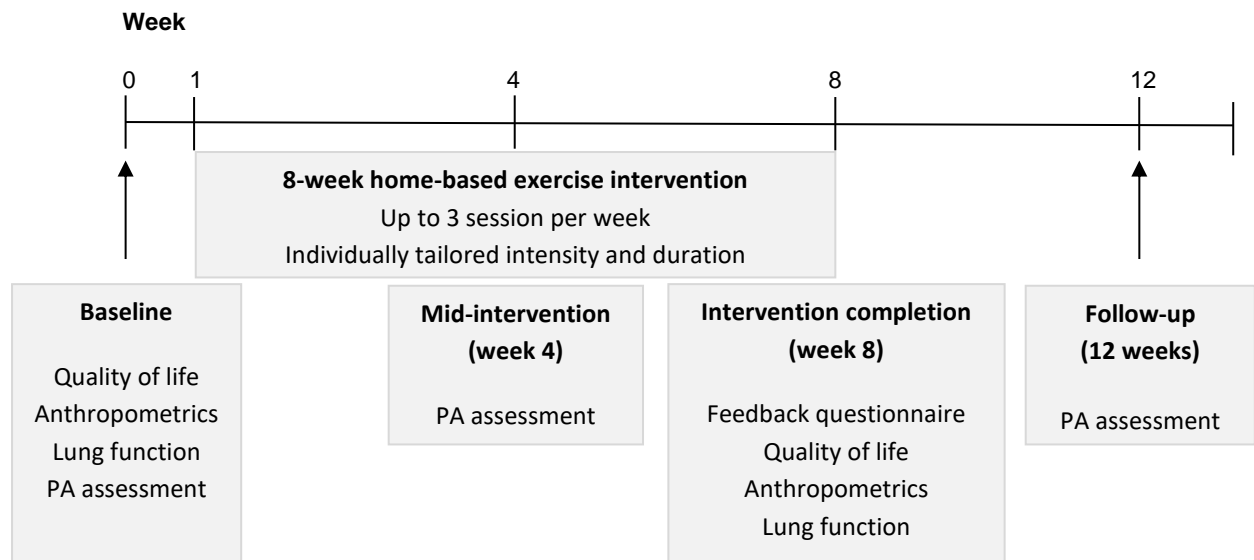 Week
0 1 4 8 12
8-week home-based exercise intervention
Up to 3 session per week
Individually tailored intensity and duration
Baseline
Quality of life
Anthropometrics
Lung function
PA assessment
Mid-intervention
(week 4)
PA assessment
Intervention completion
(week 8)
Feedback questionnaire
Quality of life
Anthropometrics
Lung function
Follow-up
(12 weeks)
PA assessment